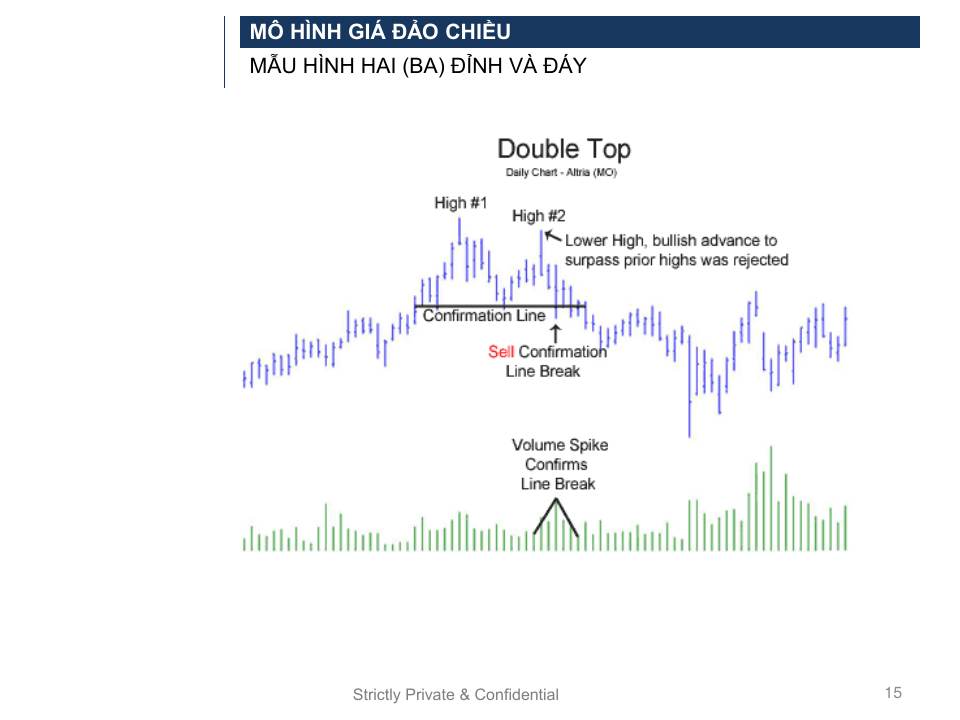 MÔ HÌNH GIÁ ĐẢO CHIỀU
MẪU HÌNH HAI (BA) ĐỈNH VÀ ĐÁY
Double Top
Daily Chart - Altria (MO)
High #1
High #2
Lower High, bullish advance to
surpass prior highs was rejected
Confirmation Line
Sell Confirmation
Line Break
Volume Spike
Confirms
Line Break
Strictly Private & Confidential
15